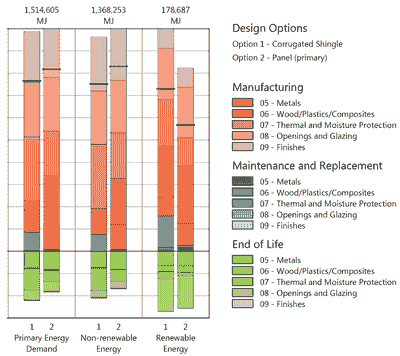 1,514,605 1,368,253 178,687
MJ MJ MJ
Design Options
Option 1 - Corrugated Shingle
Option 2 - Panel (primary)
Manufacturing
05 - Metals
06 - Wood/Plastics/Composites
07 - Thermal and Moisture Protection
08 - Openings and Glazing
09 - Finishes
Maintenance and Replacement
05 - Metals
06 - Wood/Plastics/Composites
07 - Thermal and Moisture Protection
08 - Openings and Glazing
09 - Finishes
End of Life
05 - Metals
06 - Wood/Plastics/Composites
07 - Thermal and Moisture Protection
08 - Openings and Glazing
09 - Finishes
1 2 1 2 1 2
Primary Energy Non-renewable Renewable
Demand Energy Energy